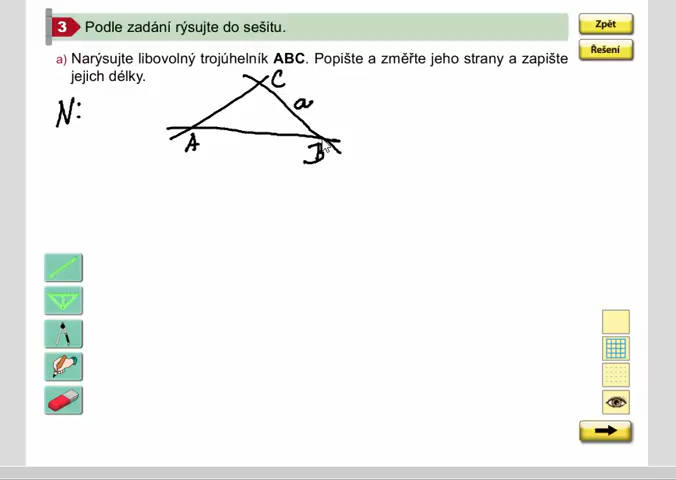 3 Podle zadání rýsujte do sešitu.
Zpět
Řešení
a) Narýsujte libovolný trojúhelník ABC. Popište a změřte jeho strany a zapište
jejich délky.
N:
C
a
A
B